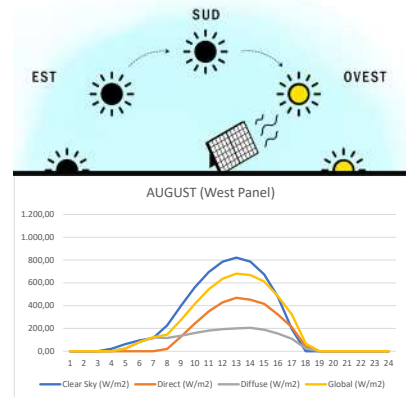 SUD
EST
OVEST
AUGUST (West Panel)
1.200,00
1.000,00
800,00
600,00
400,00
200,00
0,00
1 2 3 4 5 6 7 8 9 10 11 12 13 14 15 16 17 18 19 20 21 22 23 24
Clear Sky (W/m2) Direct (W/m2) Diffuse (W/m2) Global (W/m2)